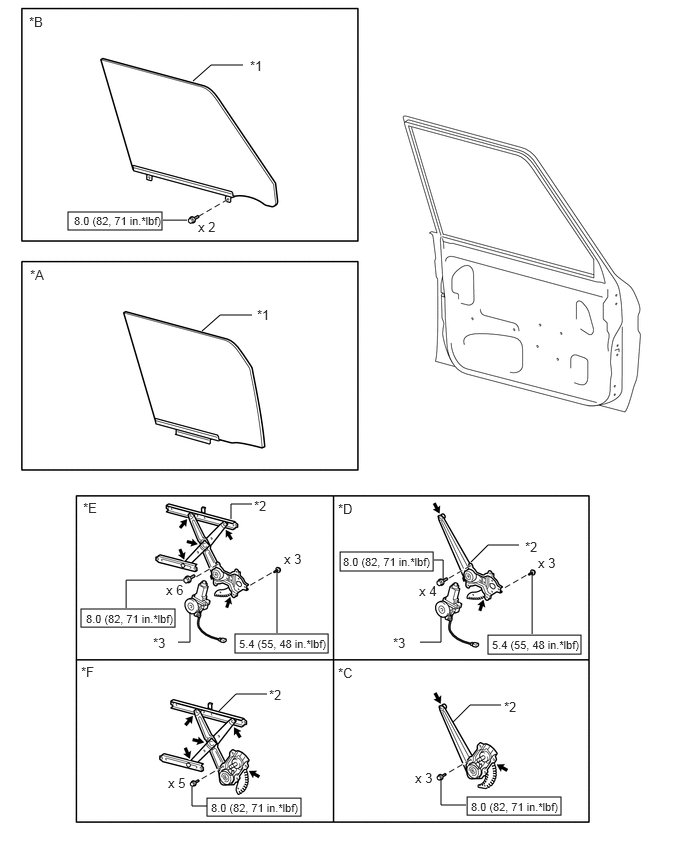 *B
*1
8.0 (82, 71 in.*lbf)
x 2
*A
*1
*E
*2
x 3
x 6
8.0 (82, 71 in.*lbf)
*3
5.4 (55, 48 in.*lbf)
*D
*2
x 3
8.0 (82, 71 in.*lbf)
x 4
*3
5.4 (55, 48 in.*lbf)
*F
*2
x 5
8.0 (82, 71 in.*lbf)
*C
*2
x 3
8.0 (82, 71 in.*lbf)